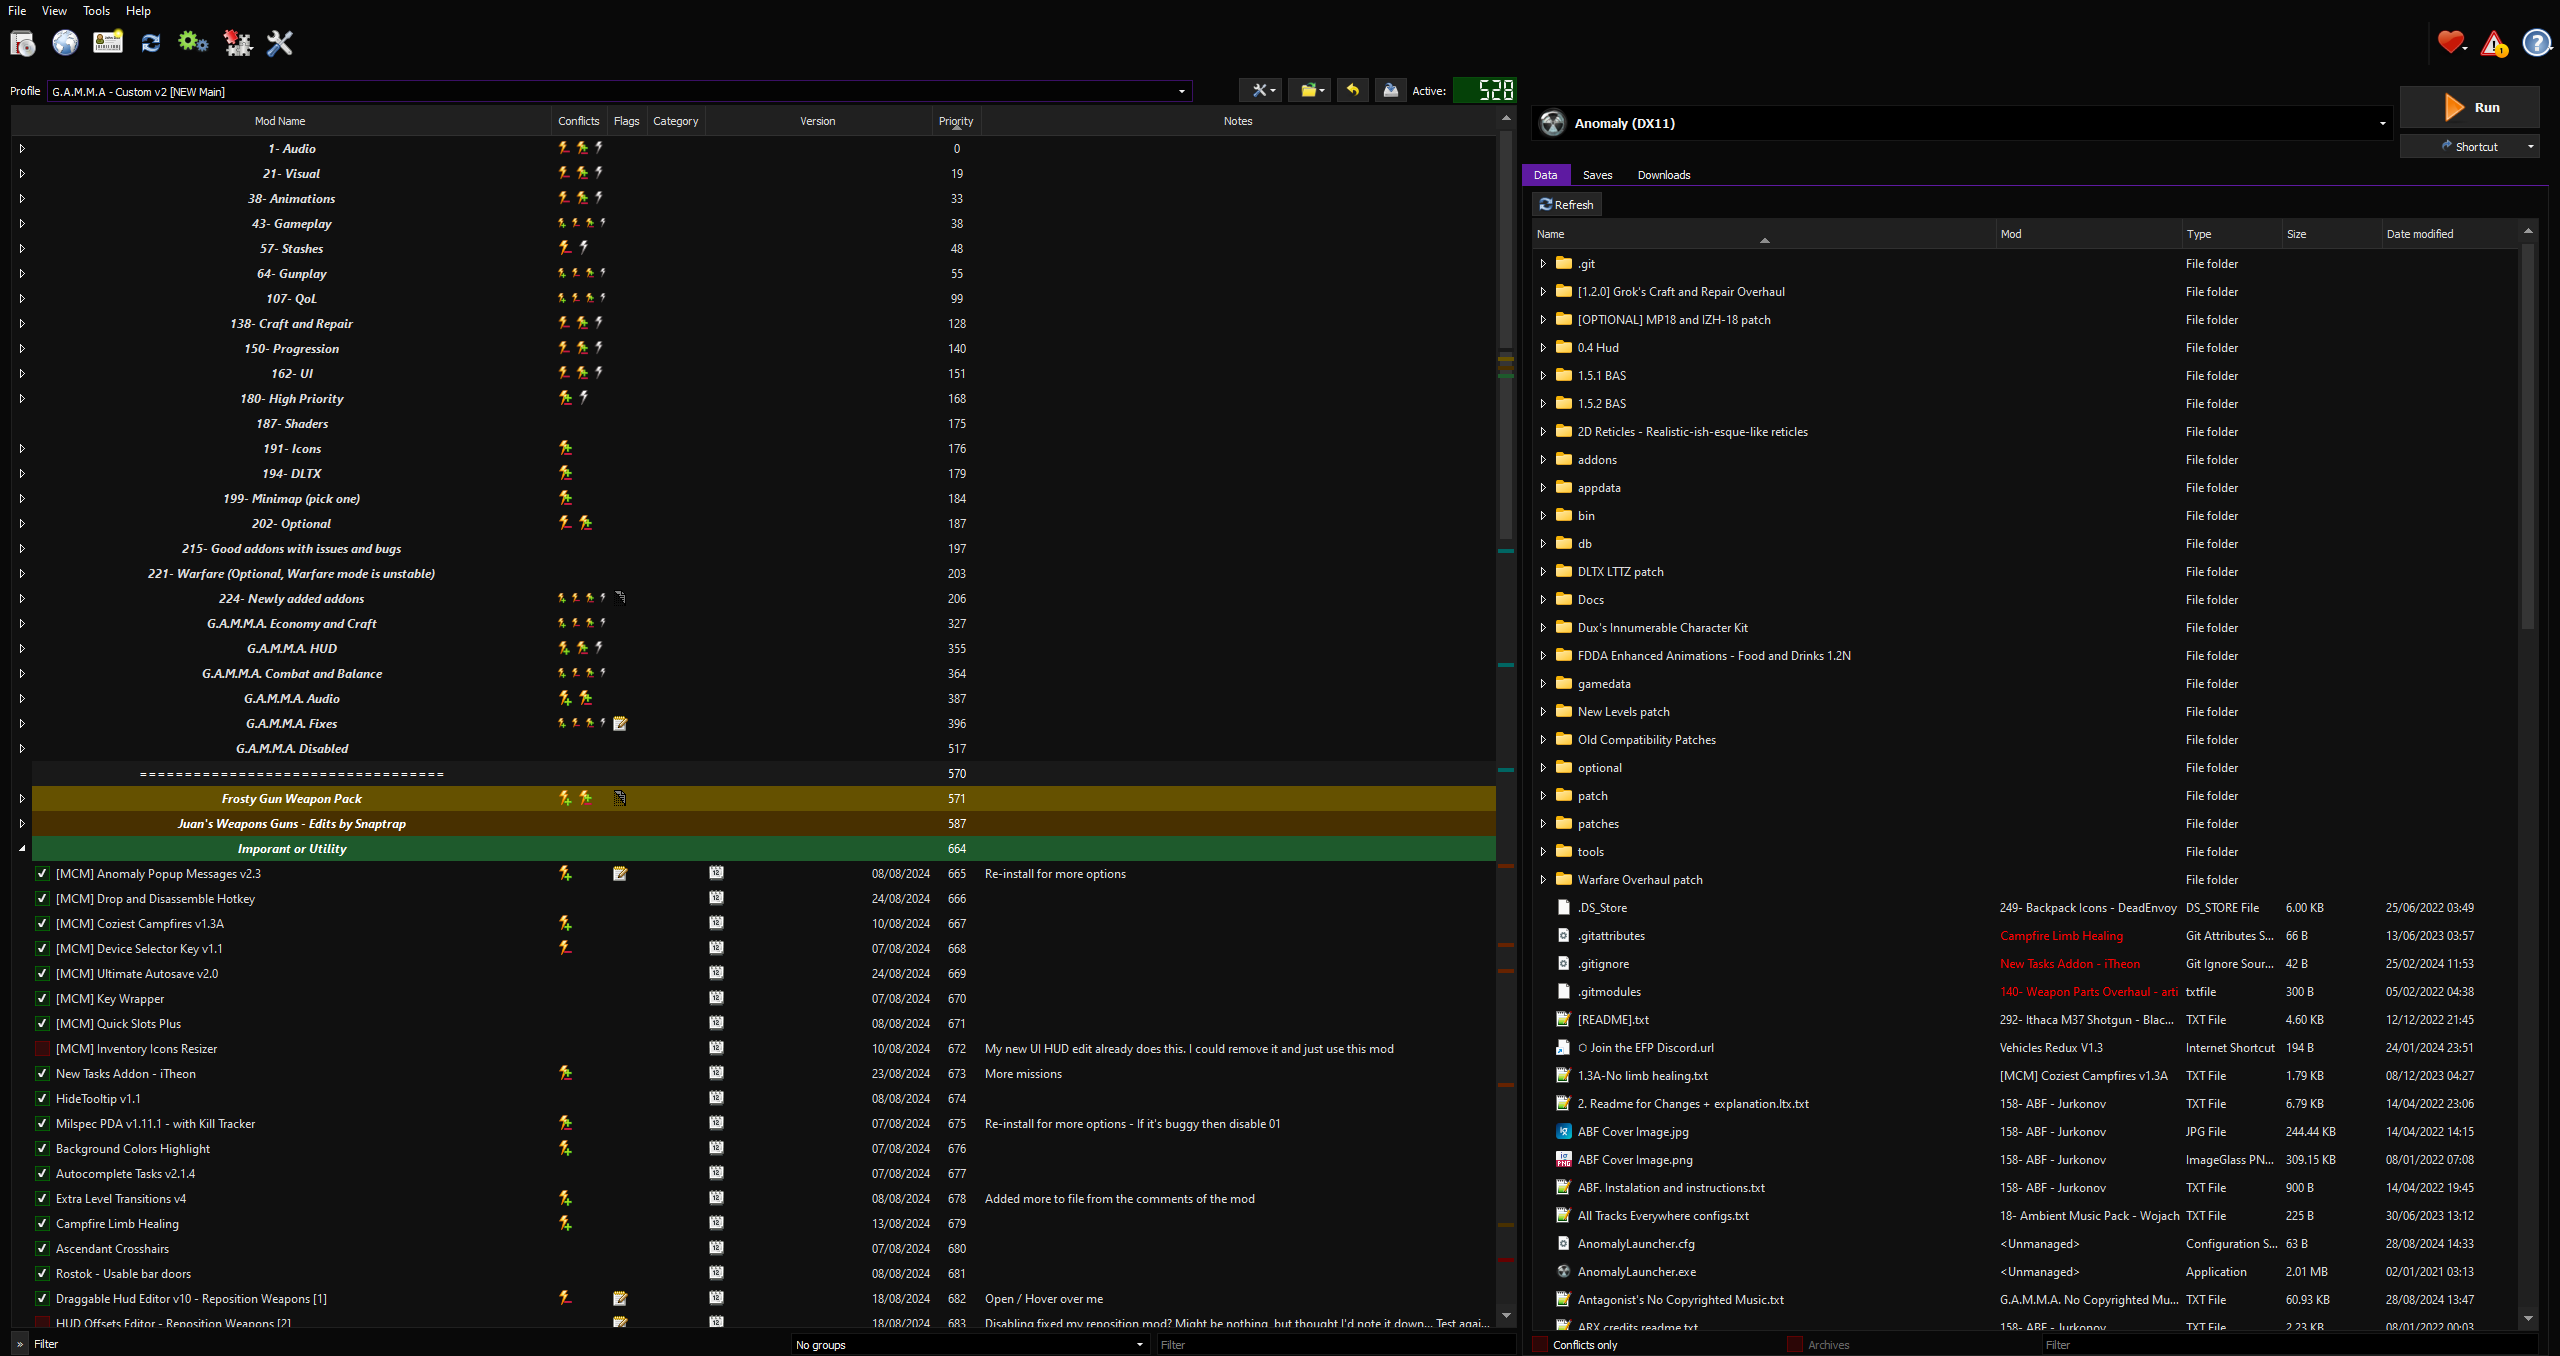 File View Tools Help
Profile G.A.M.M.A - Custom v2 [NEW Main] Active: 528
Mod Name Conflicts Flags Category Version Priority Notes
1- Audio 0
21- Visual 19
38- Animations 33
43- Gameplay 38
57- Stashes 48
64- Gunplay 55
107- QoL 99
138- Craft and Repair 128
150- Progression 140
162- UI 151
180- High Priority 168
187- Shaders 175
191- Icons 176
194- DLTX 179
199- Minimap (pick one) 184
202- Optional 187
215- Good addons with issues and bugs 197
221- Warfare (Optional, Warfare mode is unstable) 203
224- Newly added addons 206
G.A.M.M.A. Economy and Craft 327
G.A.M.M.A. HUD 355
G.A.M.M.A. Combat and Balance 364
G.A.M.M.A. Audio 387
G.A.M.M.A. Fixes 396
G.A.M.M.A. Disabled 517
================================== 570
Frosty Gun Weapon Pack 571
Juan's Weapons Guns - Edits by Snaptrap 587
Imporant or Utility 664
[MCM] Anomaly Popup Messages v2.3 08/08/2024 665 Re-install for more options
[MCM] Drop and Disassemble Hotkey 24/08/2024 666
[MCM] Coziest Campfires v1.3A 10/08/2024 667
[MCM] Device Selector Key v1.1 07/08/2024 668
[MCM] Ultimate Autosave v2.0 24/08/2024 669
[MCM] Key Wrapper 07/08/2024 670
[MCM] Quick Slots Plus 08/08/2024 671
[MCM] Inventory Icons Resizer 10/08/2024 672 My new UI HUD edit already does this. I could remove it and just use this mod
New Tasks Addon - iTheon 23/08/2024 673 More missions
HideTooltip v1.1 08/08/2024 674
Milspec PDA v1.11.1 - with Kill Tracker 07/08/2024 675 Re-install for more options - If it's buggy then disable 01
Background Colors Highlight 07/08/2024 676
Autocomplete Tasks v2.1.4 07/08/2024 677
Extra Level Transitions v4 08/08/2024 678 Added more to file from the comments of the mod
Campfire Limb Healing 13/08/2024 679
Ascendant Crosshairs 07/08/2024 680
Rostok - Usable bar doors 08/08/2024 681
Draggable Hud Editor v10 - Reposition Weapons [1] 18/08/2024 682 Open / Hover over me
HUD Offsets Editor - Reposition Weapons [2] 18/08/2024 683 Disabling fixed my reposition mod? Might be nothing, but thought I'd note it down... Test agai...
» Filter No groups Filter
Anomaly (DX11) Run
Shortcut
Data Saves Downloads
Refresh
Name Mod Type Size Date modified
.git File folder
[1.2.0] Grok's Craft and Repair Overhaul File folder
[OPTIONAL] MP18 and IZH-18 patch File folder
0.4 Hud File folder
1.5.1 BAS File folder
1.5.2 BAS File folder
2D Reticles - Realistic-ish-esque-like reticles File folder
addons File folder
appdata File folder
bin File folder
db File folder
DLTX LTTZ patch File folder
Docs File folder
Dux's Innumerable Character Kit File folder
FDDA Enhanced Animations - Food and Drinks 1.2N File folder
gamedata File folder
New Levels patch File folder
Old Compatibility Patches File folder
optional File folder
patch File folder
patches File folder
tools File folder
Warfare Overhaul patch File folder
.DS_Store 249- Backpack Icons - DeadEnvoy DS_STORE File 6.00 KB 25/06/2022 03:49
.gitattributes Campfire Limb Healing Git Attributes S... 66 B 13/06/2023 03:57
.gitignore New Tasks Addon - iTheon Git Ignore Sour... 42 B 25/02/2024 11:53
.gitmodules 140- Weapon Parts Overhaul - arti txtfile 300 B 05/02/2022 04:38
[README].txt 292- Ithaca M37 Shotgun - Blac... TXT File 4.60 KB 12/12/2022 21:45
⬡ Join the EFP Discord.url Vehicles Redux V1.3 Internet Shortcut 194 B 24/01/2024 23:51
1.3A-No limb healing.txt [MCM] Coziest Campfires v1.3A TXT File 1.79 KB 08/12/2023 04:27
2. Readme for Changes + explanation.ltx.txt 158- ABF - Jurkonov TXT File 6.79 KB 14/04/2022 23:06
ABF Cover Image.jpg 158- ABF - Jurkonov JPG File 244.44 KB 14/04/2022 14:15
ABF Cover Image.png 158- ABF - Jurkonov ImageGlass PN... 309.15 KB 08/01/2022 07:08
ABF. Instalation and instructions.txt 158- ABF - Jurkonov TXT File 900 B 14/04/2022 19:45
All Tracks Everywhere configs.txt 18- Ambient Music Pack - Wojach TXT File 225 B 30/06/2023 13:12
AnomalyLauncher.cfg <Unmanaged> Configuration S... 63 B 28/08/2024 14:33
AnomalyLauncher.exe <Unmanaged> Application 2.01 MB 02/01/2021 03:13
Antagonist's No Copyrighted Music.txt G.A.M.M.A. No Copyrighted Mu... TXT File 60.93 KB 28/08/2024 13:47
ARX credits readme.txt 158- ABF - Jurkonov TXT File 2.23 KB 08/01/2022 00:03
Conflicts only Archives Filter